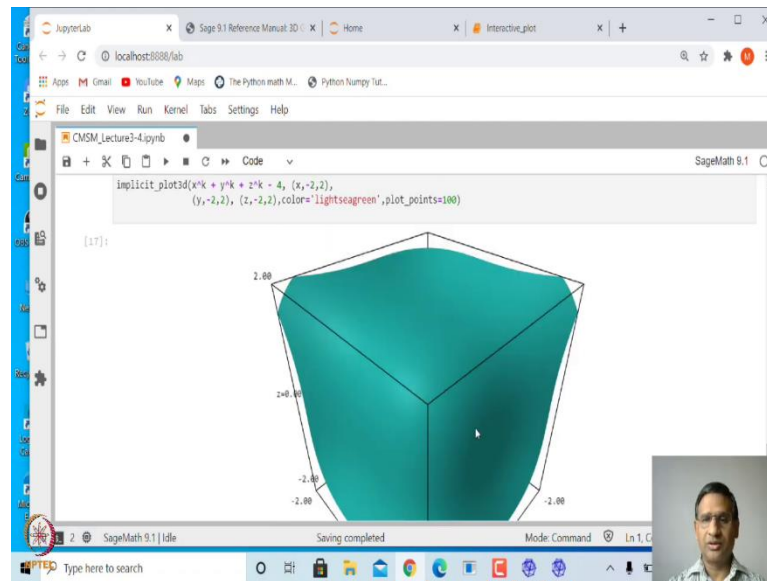 JupyterLab
Sage 9.1 Reference Manual: 3D G
Home
Interactive_plot
localhost:8888/lab
Apps Gmail YouTube Maps The Python math M... Python Numpy Tut...
File Edit View Run Kernel Tabs Settings Help
CMSM_Lecture3-4.ipynb
Code
SageMath 9.1
implicit_plot3d(x^k + y^k + z^k - 4, (x,-2,2),
(y,-2,2), (z,-2,2),color='lightseagreen',plot_points=100)
[17]:
2.00
-2.00
-2.00
-2.00
2 SageMath 9.1 | Idle Saving completed Mode: Command Ln 1,
Type here to search